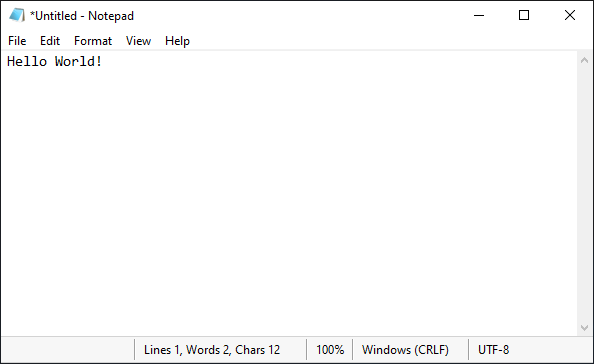 *Untitled - Notepad
File Edit Format View Help
Hello World!
Lines 1, Words 2, Chars 12 100% Windows (CRLF) UTF-8